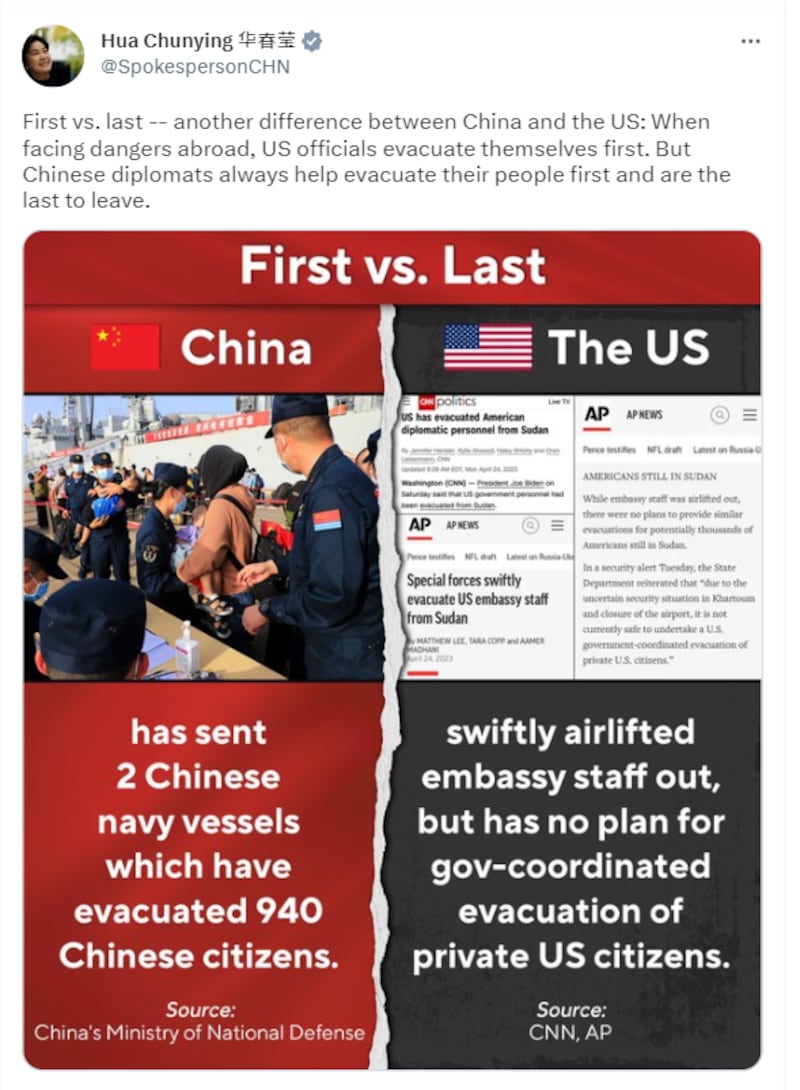 Hua Chunying 华春莹
@SpokespersonCHN
First vs. last -- another difference between China and the US: When
facing dangers abroad, US officials evacuate themselves first. But
Chinese diplomats always help evacuate their people first and are the
last to leave.
First vs. Last
China
The US
CNN politics
Live TV
US has evacuated American
diplomatic personnel from Sudan
By Jennifer Hansler, Kylie Atwood, Haley Britzky and Oren
Liebermann, CNN
Updated 8:28 AM EDT, Mon April 24, 2023
Washington (CNN) — President Joe Biden on
Saturday said that US government personnel had
been evacuated from Sudan.
AP AP NEWS
Pence testifies NFL draft Latest on Russia-Ukr
Special forces swiftly
evacuate US embassy staff
from Sudan
By MATTHEW LEE, TARA COPP and AAMER
MADHANI
April 24, 2023
AP AP NEWS
Pence testifies NFL draft Latest on Russia-U
AMERICANS STILL IN SUDAN
While embassy staff was airlifted out,
there were no plans to provide similar
evacuations for potentially thousands of
Americans still in Sudan.
In a security alert Tuesday, the State
Department reiterated that “due to the
uncertain security situation in Khartoum
and closure of the airport, it is not
currently safe to undertake a U.S.
government-coordinated evacuation of
private U.S. citizens.”
has sent
2 Chinese
navy vessels
which have
evacuated 940
Chinese citizens.
Source:
China's Ministry of National Defense
swiftly airlifted
embassy staff out,
but has no plan for
gov-coordinated
evacuation of
private US citizens.
Source:
CNN, AP